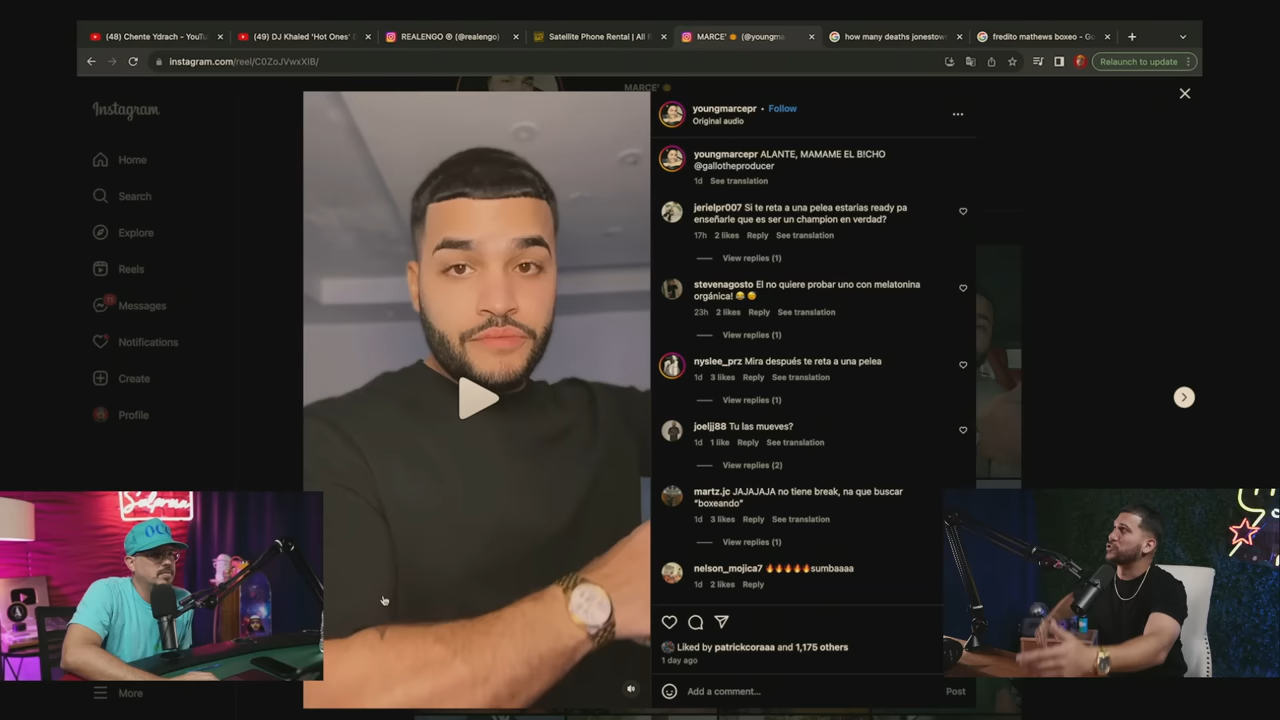 (48) Chente Ydrach - YouTu
(49) DJ Khaled 'Hot Ones'
REALENGO ® (@realengo)
Satellite Phone Rental | All
MARCE' (@youngma
how many deaths jonestow
fredito mathews boxeo - Go
instagram.com/reel/C0ZoJVwxXIB/
Relaunch to update
MARCE'
Instagram
Home
Search
Explore
Reels
Messages
Notifications
Create
Profile
More
youngmarcepr • Follow
Original audio
youngmarcepr ALANTE, MAMAME EL B!CHO
@gallotheproducer
1d See translation
jerielpr007 Si te reta a una pelea estarias ready pa
enseñarle que es ser un champion en verdad?
17h 2 likes Reply See translation
View replies (1)
stevenagosto El no quiere probar uno con melatonina
orgánica! 😂
23h 2 likes Reply See translation
View replies (1)
nyslee_prz Mira después te reta a una pelea
1d 3 likes Reply See translation
View replies (1)
joeljj88 Tu las mueves?
1d 1 like Reply See translation
View replies (2)
martz.jc JAJAJAJA no tiene break, na que buscar
"boxeando"
1d 3 likes Reply See translation
View replies (1)
nelson_mojica7 🔥🔥🔥🔥🔥sumbaaaa
1d 2 likes Reply
Liked by patrickcoraaa and 1,175 others
1 day ago
Add a comment...
Post